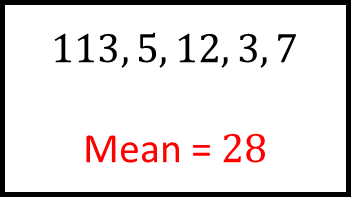 113, 5, 12, 3, 7
Mean = 28